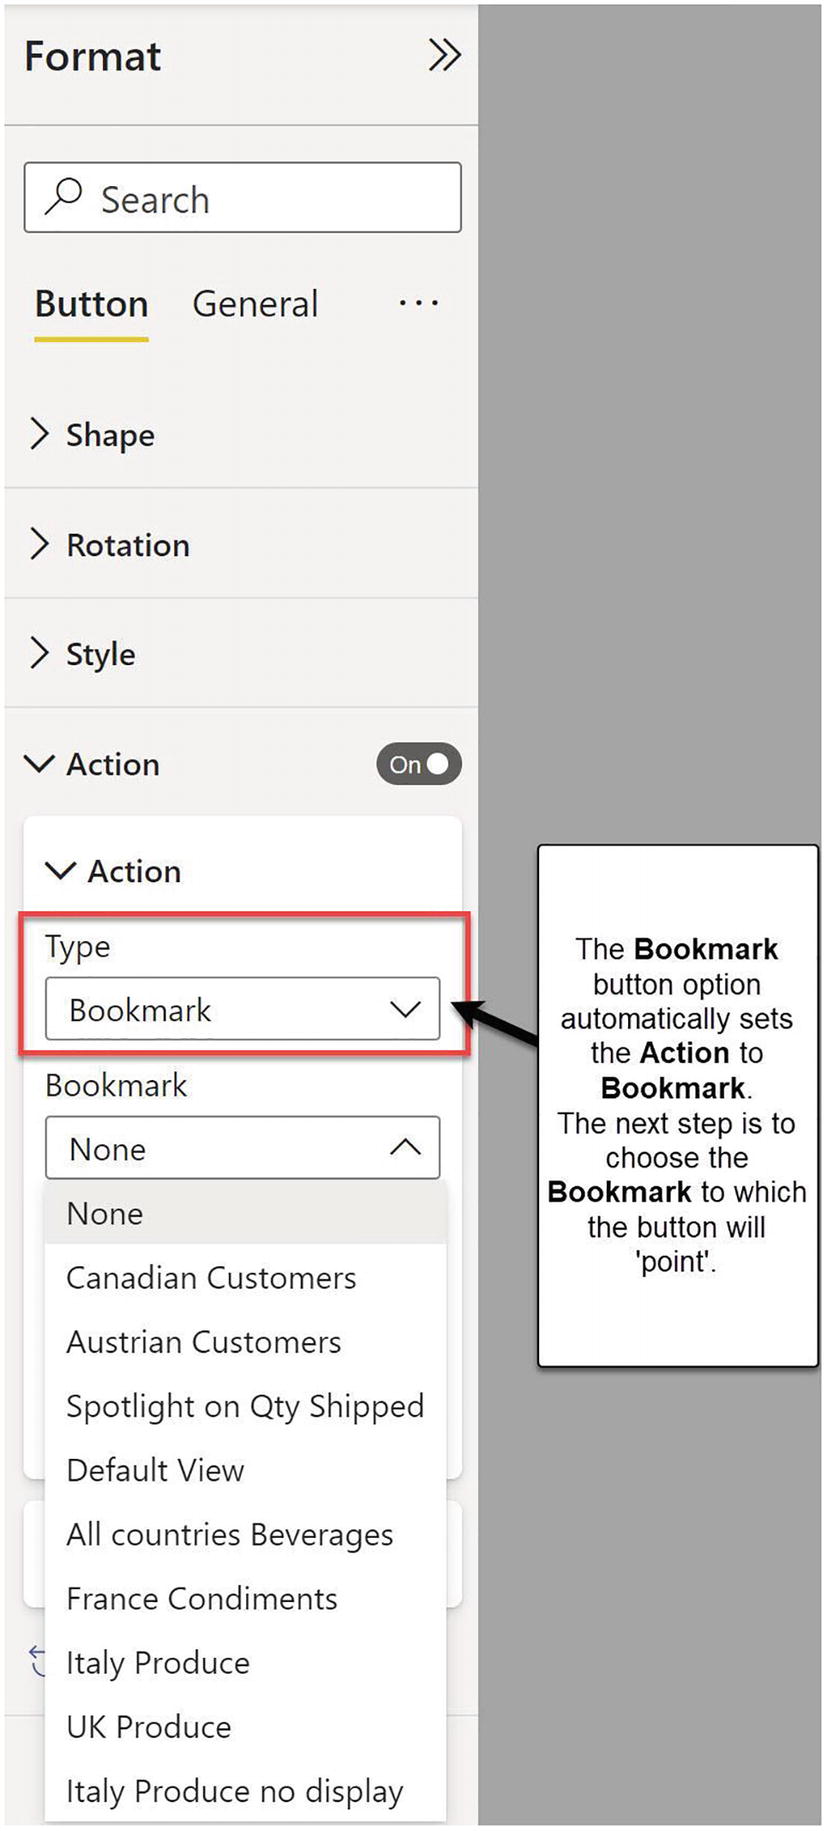 Format
Search
Button General ...
Shape
Rotation
Style
Action On
Action
Type
Bookmark
Bookmark
None
None
Canadian Customers
Austrian Customers
Spotlight on Qty Shipped
Default View
All countries Beverages
France Condiments
Italy Produce
UK Produce
Italy Produce no display
The Bookmark
button option
automatically sets
the Action to
Bookmark.
The next step is to
choose the
Bookmark to which
the button will
'point'.